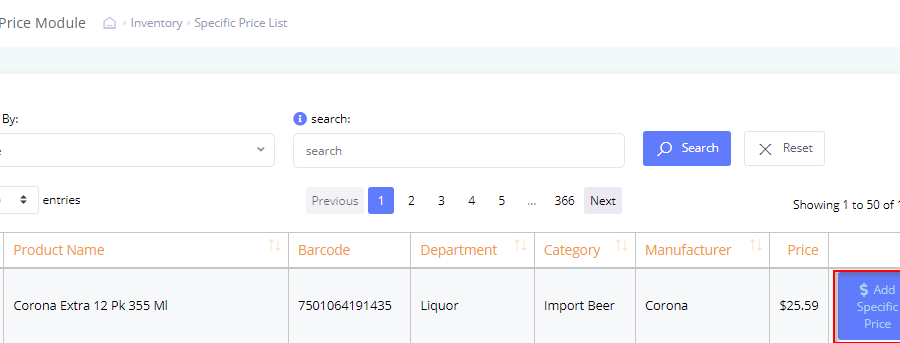 Price Module Inventory Specific Price List
By:
search:
search
Search
Reset
entries
Previous 1 2 3 4 5 ... 366 Next
Showing 1 to 50 of
Product Name Barcode Department Category Manufacturer Price
Corona Extra 12 Pk 355 Ml 7501064191435 Liquor Import Beer Corona $25.59
$ Add
Specific
Price